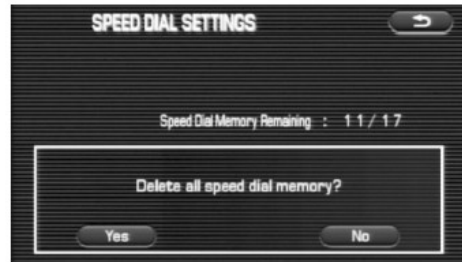 SPEED DIAL SETTINGS
Speed Dial Memory Remaining : 11/17
Delete all speed dial memory?
Yes No